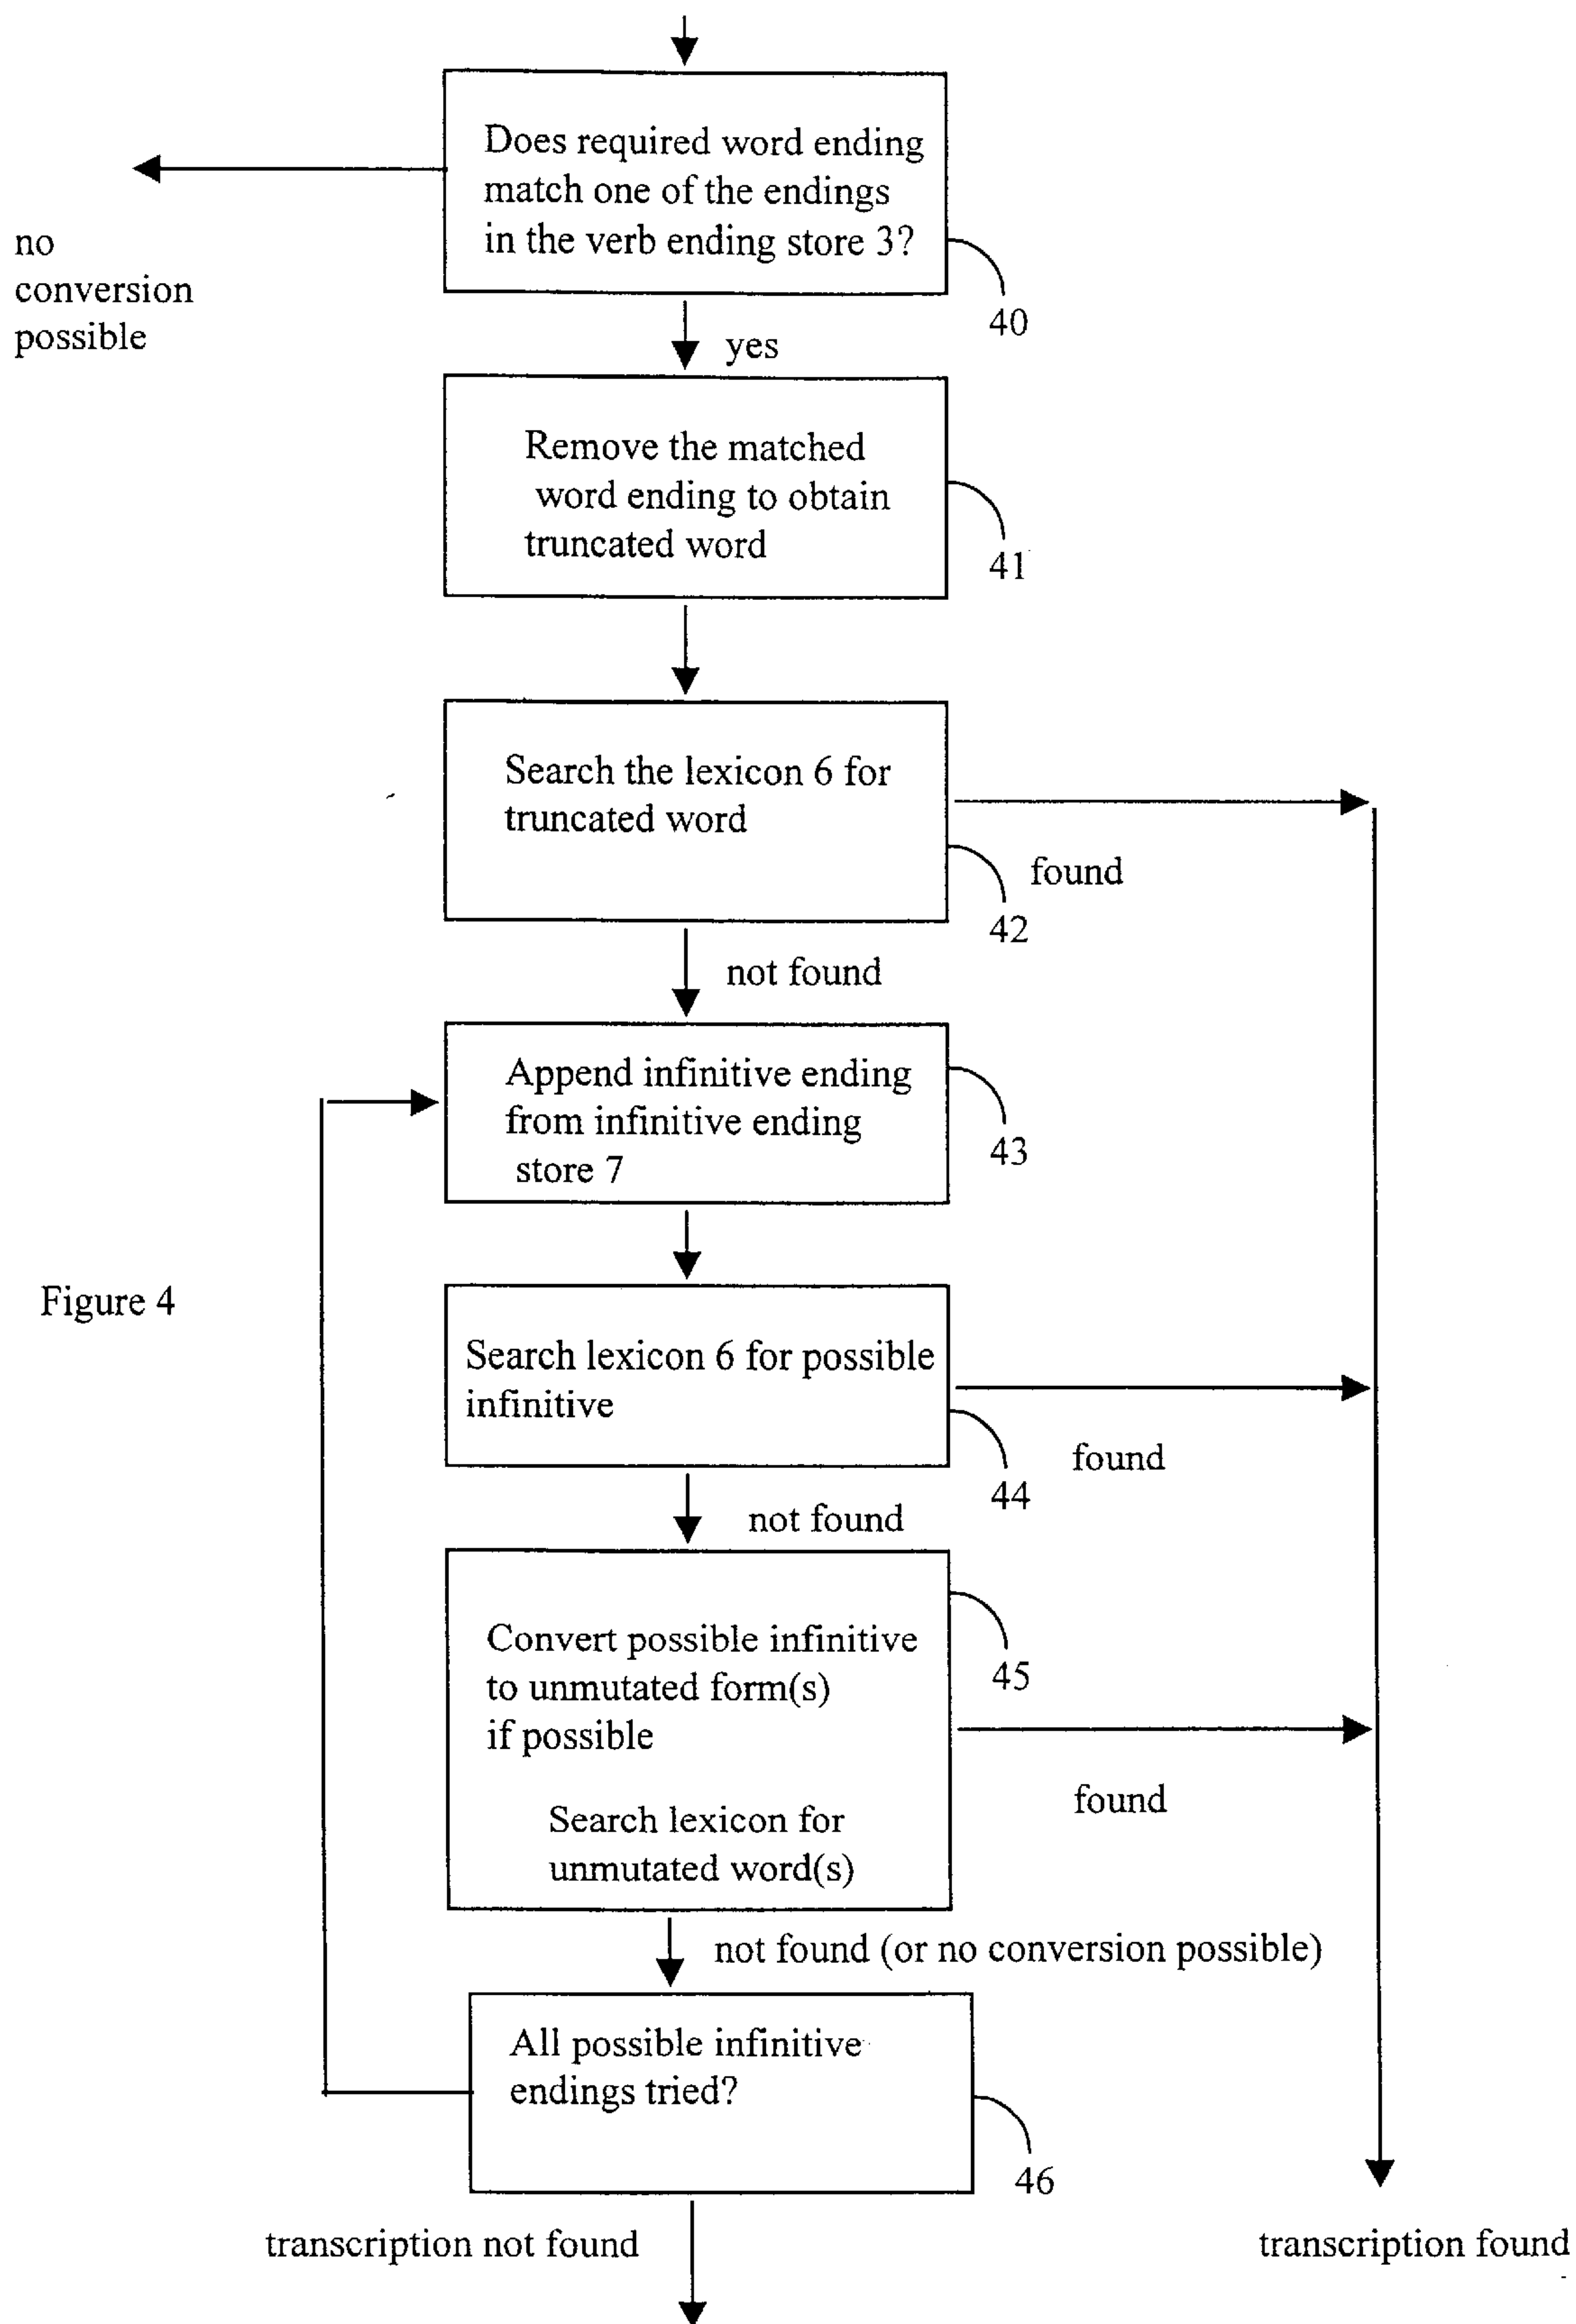 Does required word ending
match one of the endings
in the verb ending store 3?
no
conversion
possible
40
yes
Remove the matched
word ending to obtain
truncated word
41
Search the lexicon 6 for
truncated word
found
42
not found
Append infinitive ending
from infinitive ending
store 7
43
Figure 4
Search lexicon 6 for possible
infinitive
found
44
not found
Convert possible infinitive
to unmutated form(s)
if possible
45
found
Search lexicon for
unmutated word(s)
not found (or no conversion possible)
All possible infinitive
endings tried?
46
transcription not found
transcription found